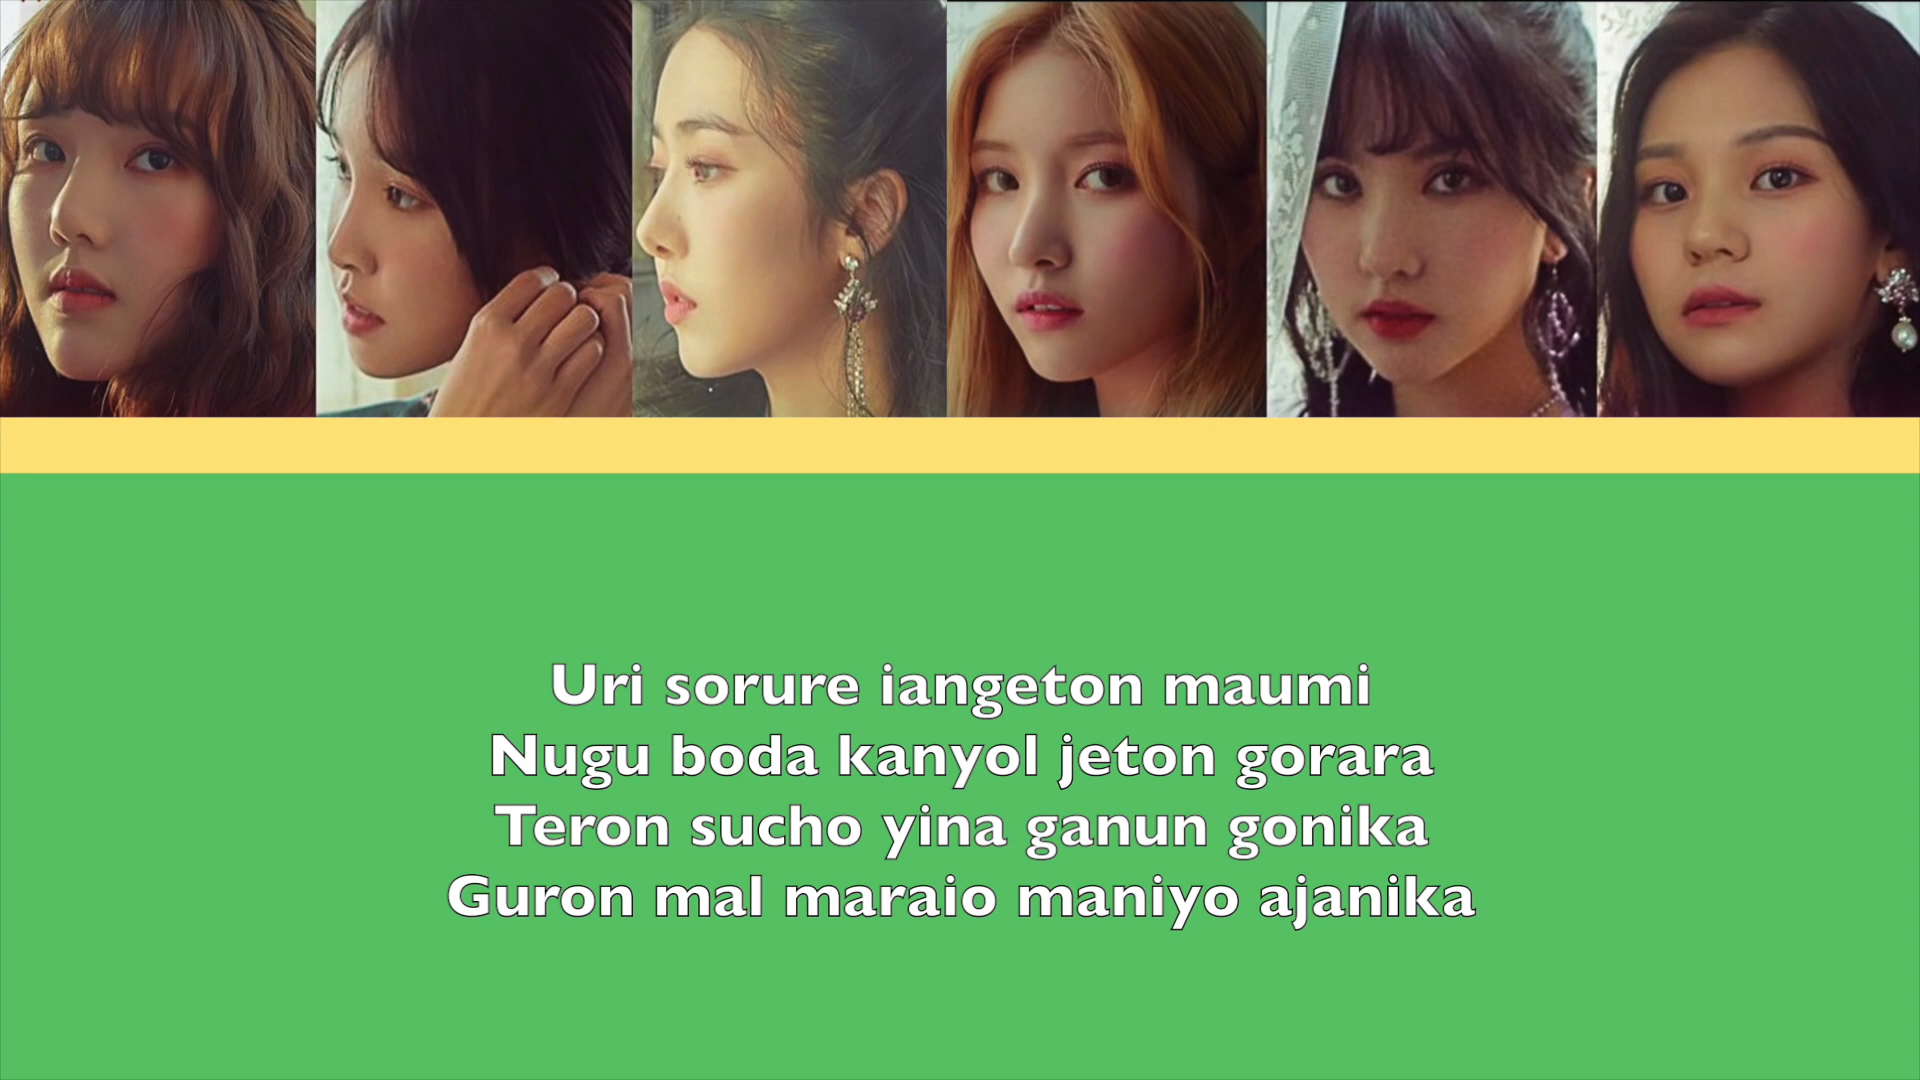 Uri sorure iangeton maumi
Nugu boda kanyol jeton gorara
Teron sucho yina ganun gonika
Guron mal maraio maniyo ajanika